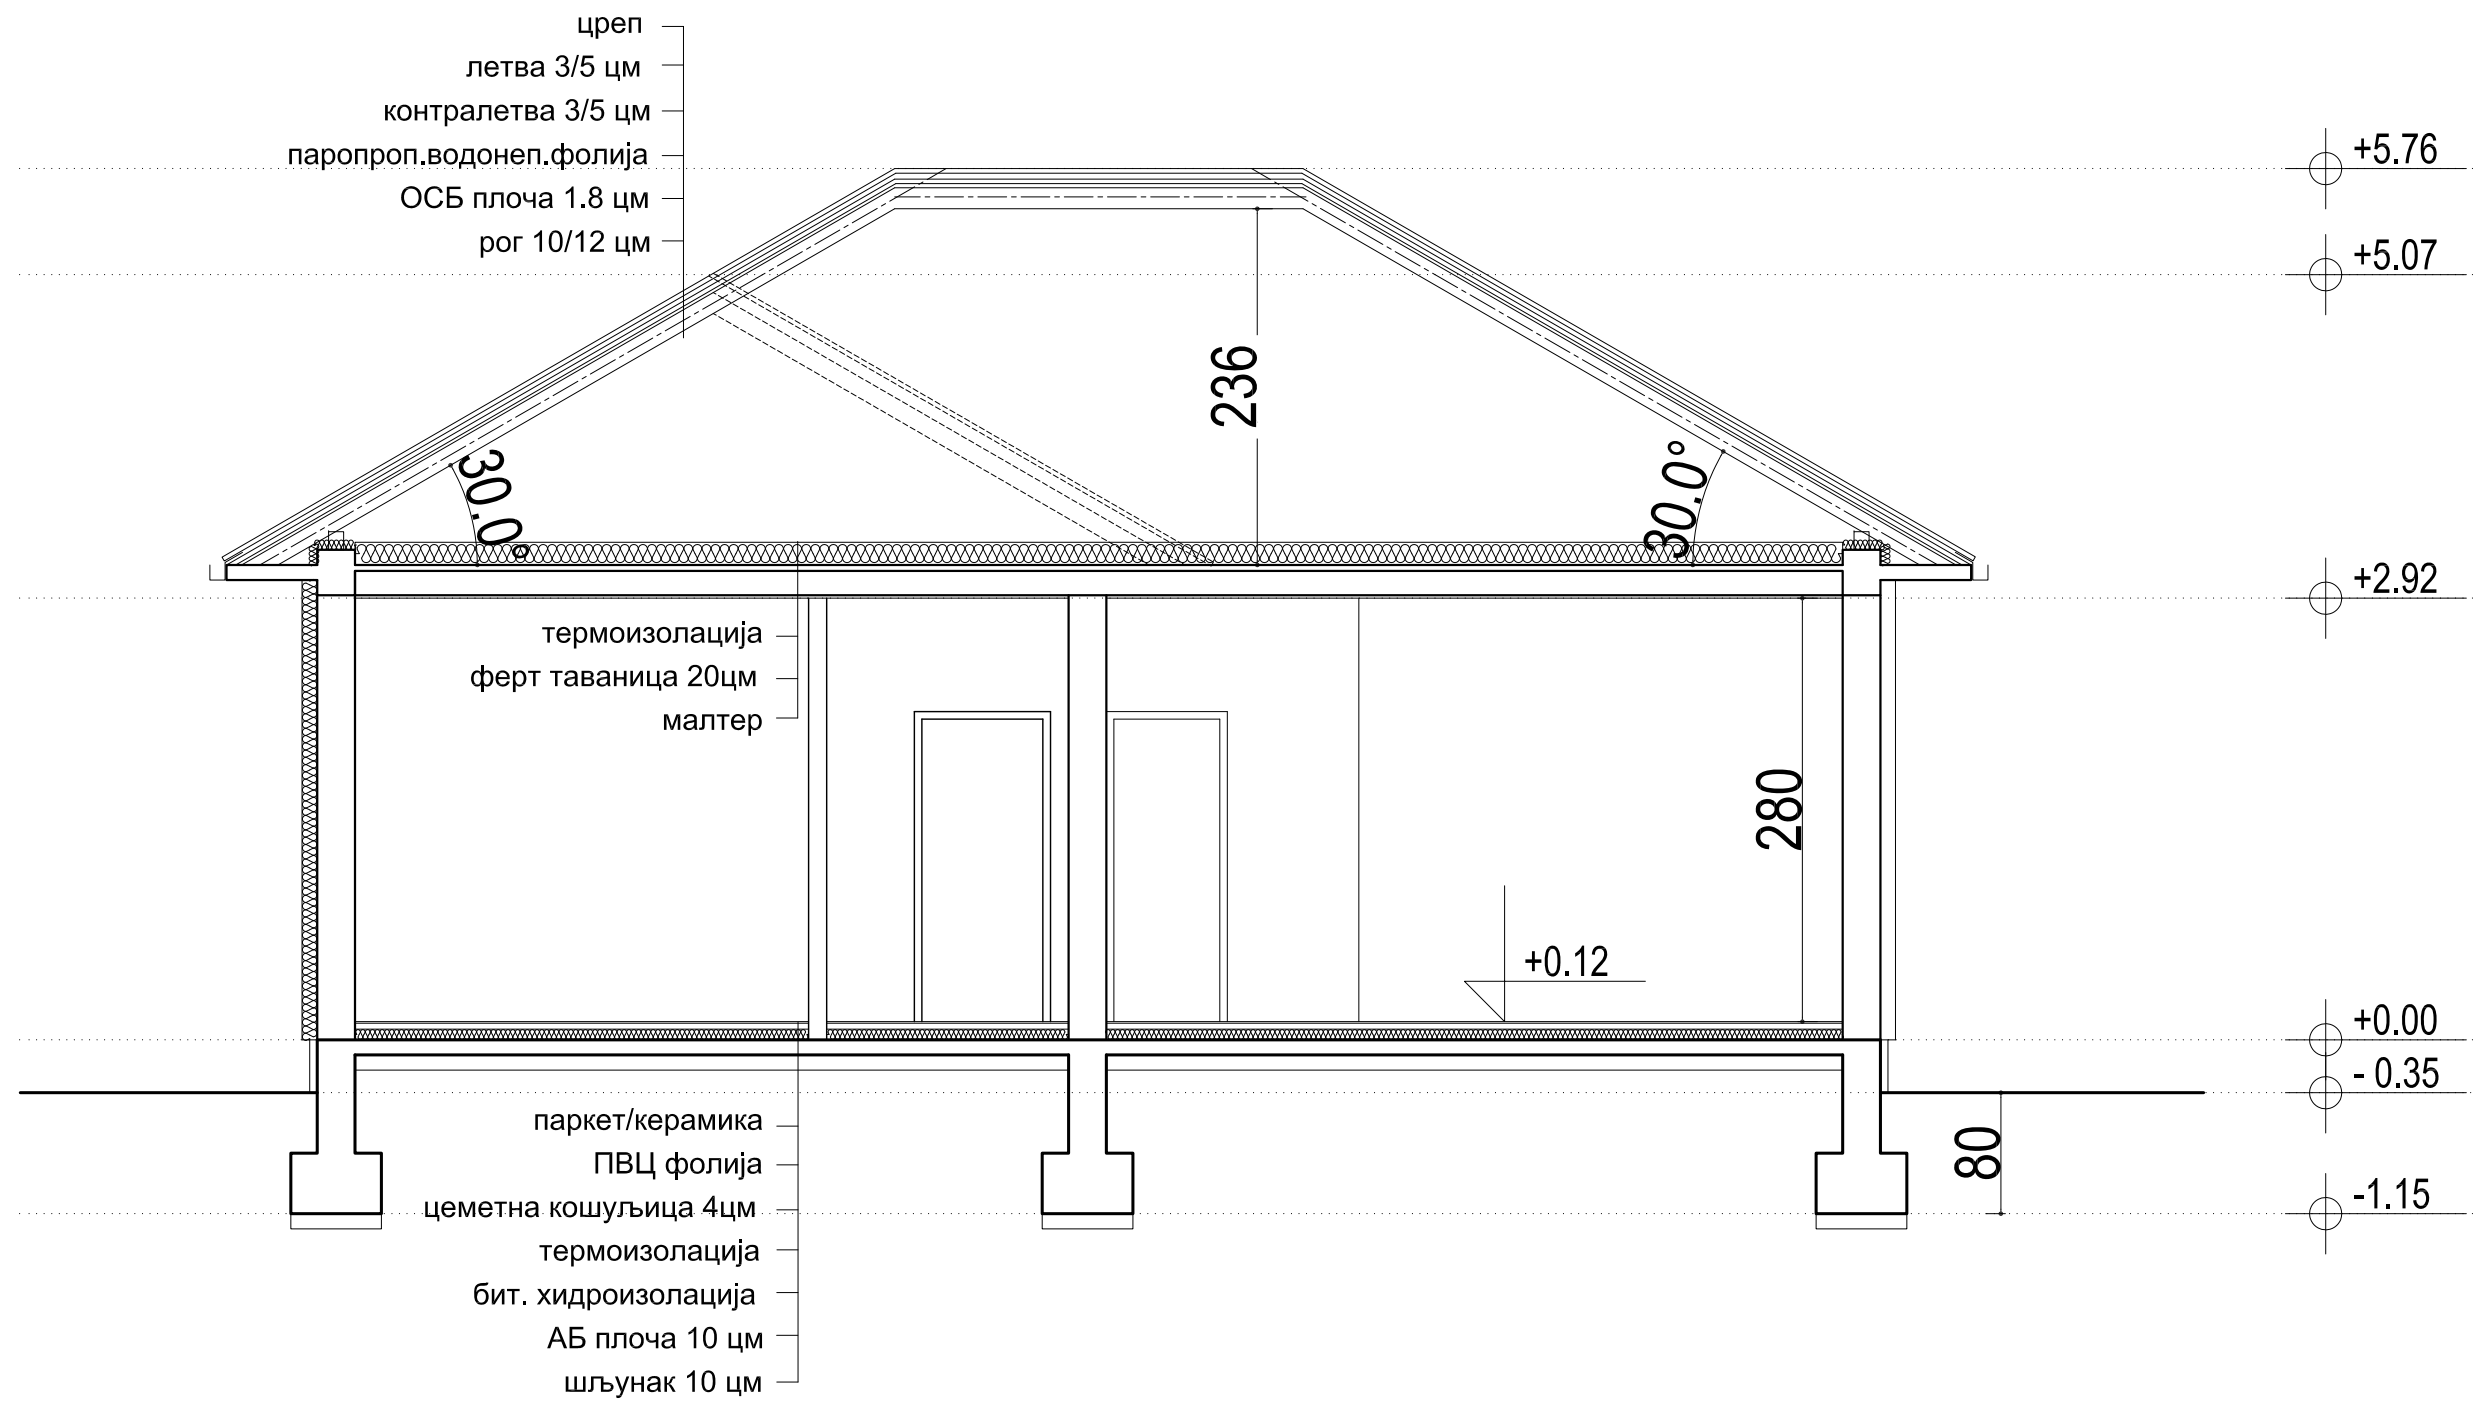 цреп
летва 3/5 цм
контралетва 3/5 цм
паропроп.водонеп.фолија
ОСБ плоча 1.8 цм
рог 10/12 цм
+5.76
+5.07
236
30.0°
30.0°
+2.92
термоизолација
ферт таваница 20цм
малтер
280
+0.12
+0.00
- 0.35
80
-1.15
паркет/керамика
ПВЦ фолија
цеметна кошуљица 4цм
термоизолација
бит. хидроизолација
АБ плоча 10 цм
шљунак 10 цм